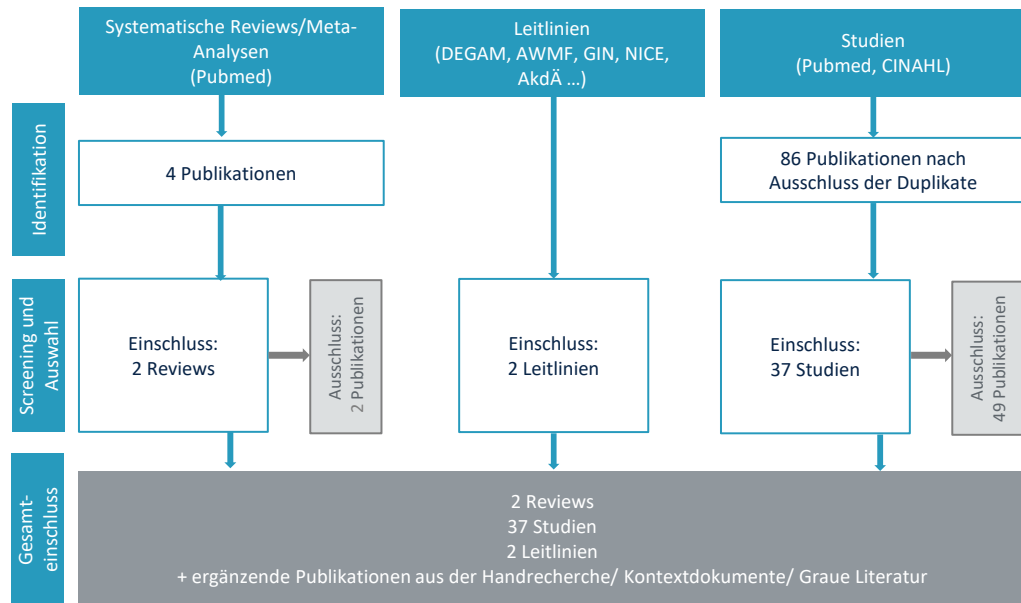 Systematische Reviews/Meta-
Analysen
(Pubmed)
Leitlinien
(DEGAM, AWMF, GIN, NICE,
AkdÄ …)
Studien
(Pubmed, CINAHL)
Identifikation
4 Publikationen
86 Publikationen nach
Ausschluss der Duplikate
Screening und
Auswahl
Einschluss:
2 Reviews
Ausschluss:
2 Publikationen
Einschluss:
2 Leitlinien
Einschluss:
37 Studien
Ausschluss:
49 Publikationen
Gesamt-
einschluss
2 Reviews
37 Studien
2 Leitlinien
+ ergänzende Publikationen aus der Handrecherche/ Kontextdokumente/ Graue Literatur